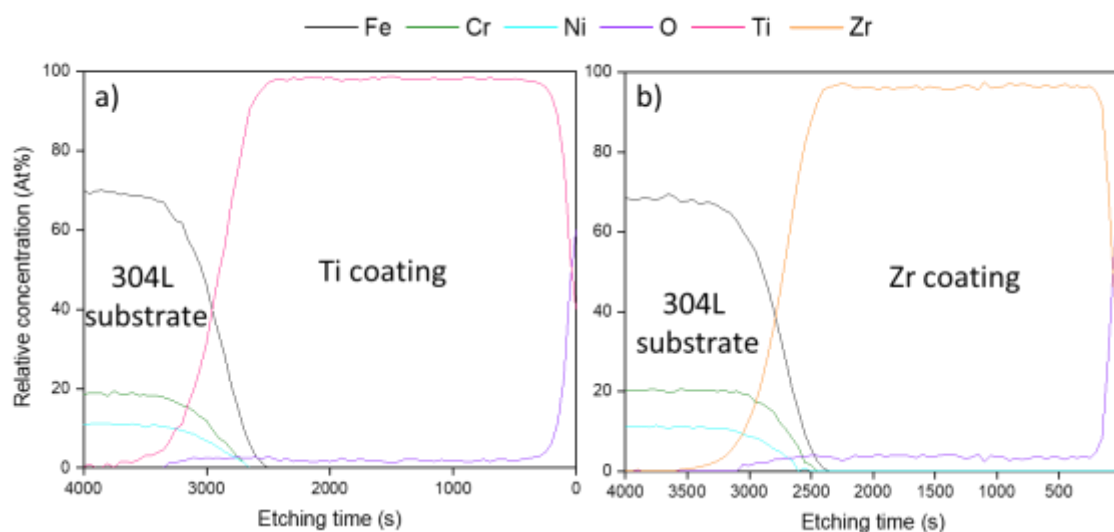 Fe Cr Ni O Ti Zr
a)
100
80
60
40
20
0
Relative concentration (At%)
304L
substrate
Ti coating
4000 3000 2000 1000 0
Etching time (s)
b)
100
80
60
40
20
0
304L
substrate
Zr coating
4000 3500 3000 2500 2000 1500 1000 500
Etching time (s)